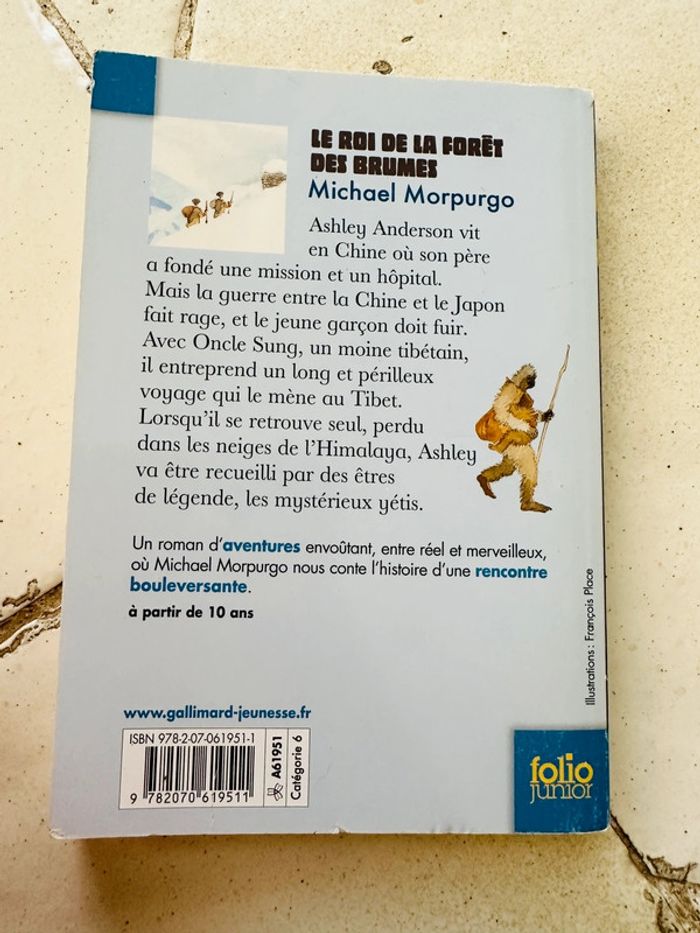 LE ROI DE LA FORÊT
DES BRUMES
Michael Morpurgo
Ashley Anderson vit
en Chine où son père
a fondé une mission et un hôpital.
Mais la guerre entre la Chine et le Japon
fait rage, et le jeune garçon doit fuir.
Avec Oncle Sung, un moine tibétain,
il entreprend un long et périlleux
voyage qui le mène au Tibet.
Lorsqu'il se retrouve seul, perdu
dans les neiges de l'Himalaya, Ashley
va être recueilli par des êtres
de légende, les mystérieux yétis.
Un roman d'aventures envoûtant, entre réel et merveilleux,
où Michael Morpurgo nous conte l'histoire d'une rencontre
bouleversante.
à partir de 10 ans
Illustrations : François Place
www.gallimard-jeunesse.fr
ISBN 978-2-07-061951-1
9 782070 619511
A61951
Catégorie 6
folio
junior